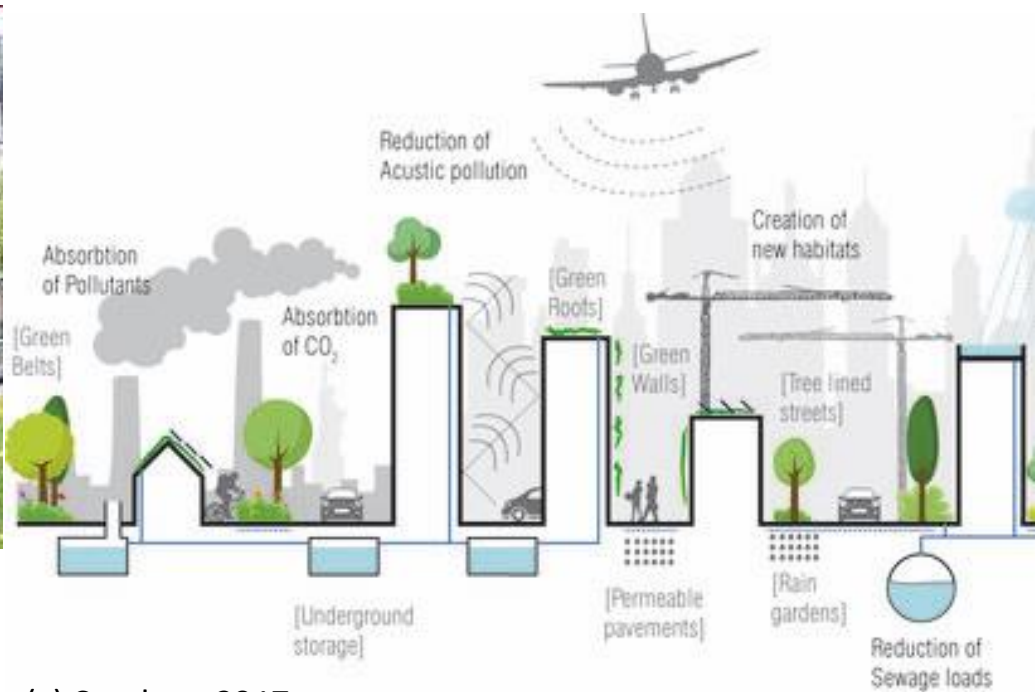 Reduction of
Acustic pollution
Creation of
new habitats
Absorbtion
of Pollutants
[Green
Belts]
Absorbtion
of CO2
[Green
Roots]
[Green
Walls]
[Tree lined
streets]
[Underground
storage]
[Permeable
pavements]
[Rain
gardens]
Reduction of
Sewage loads